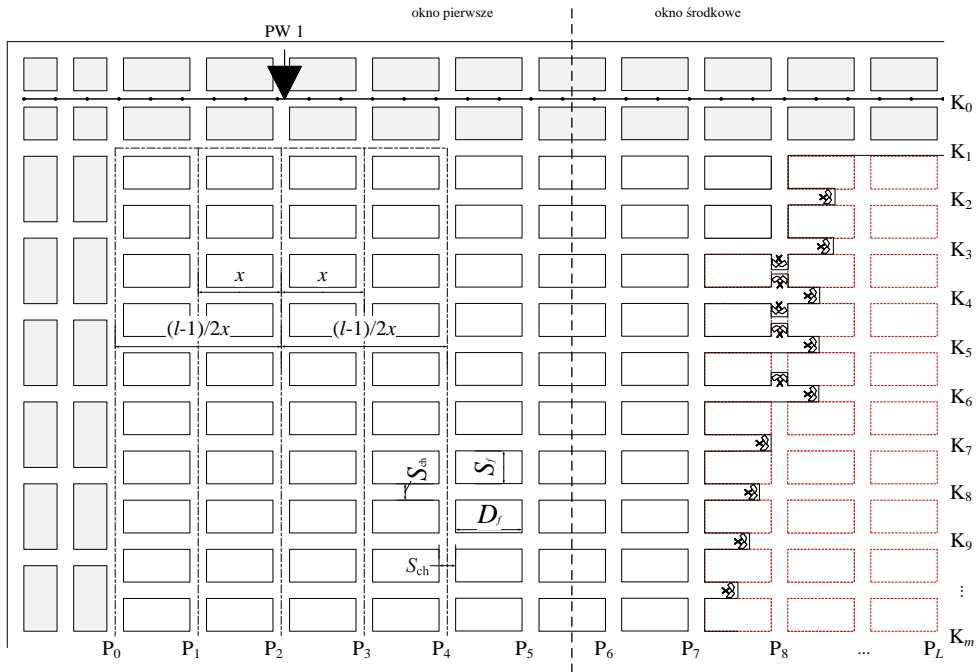 okno pierwsze
okno środkowe
PW 1
K0
K1
K2
K3
x
x
K4
(l-1)/2x
(l-1)/2x
K5
K6
K7
Sch
Sf
K8
Df
K9
Sch
⋮
Km
P0
P1
P2
P3
P4
P5
P6
P7
P8
...
PL